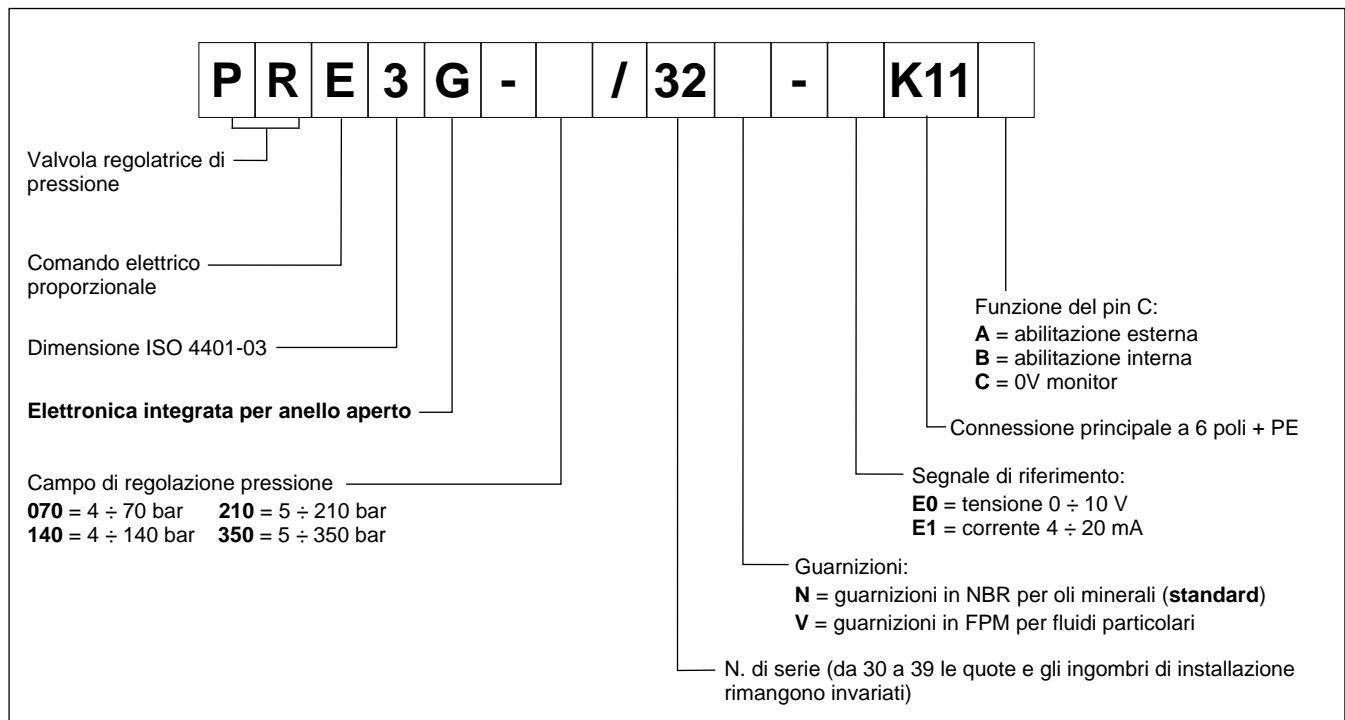 PRE3G- /32 - K11
Valvola regolatrice di
pressione
Comando elettrico
proporzionale
Dimensione ISO 4401-03
Elettronica integrata per anello aperto
Campo di regolazione pressione
070 = 4 ÷ 70 bar 210 = 5 ÷ 210 bar
140 = 4 ÷ 140 bar 350 = 5 ÷ 350 bar
Funzione del pin C:
A = abilitazione esterna
B = abilitazione interna
C = 0V monitor
Connessione principale a 6 poli + PE
Segnale di riferimento:
E0 = tensione 0 ÷ 10 V
E1 = corrente 4 ÷ 20 mA
Guarnizioni:
N = guarnizioni in NBR per oli minerali (standard)
V = guarnizioni in FPM per fluidi particolari
N. di serie (da 30 a 39 le quote e gli ingombri di installazione
rimangono invariati)